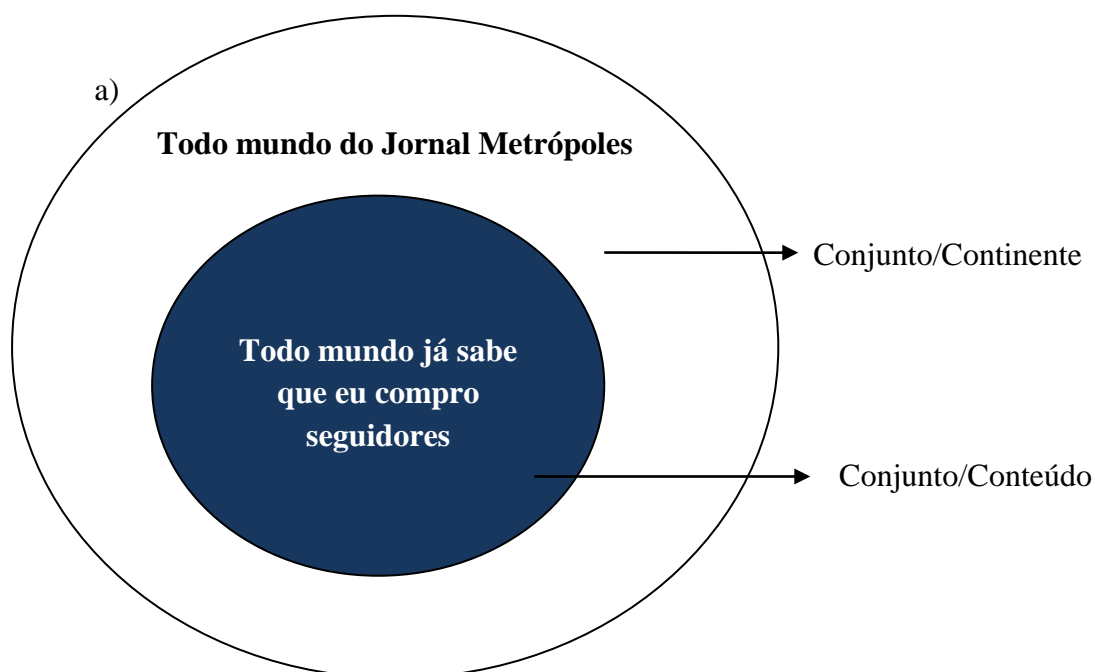 a)
Todo mundo do Jornal Metrópoles
Conjunto/Continente
Todo mundo já sabe
que eu compro
seguidores
Conjunto/Conteúdo